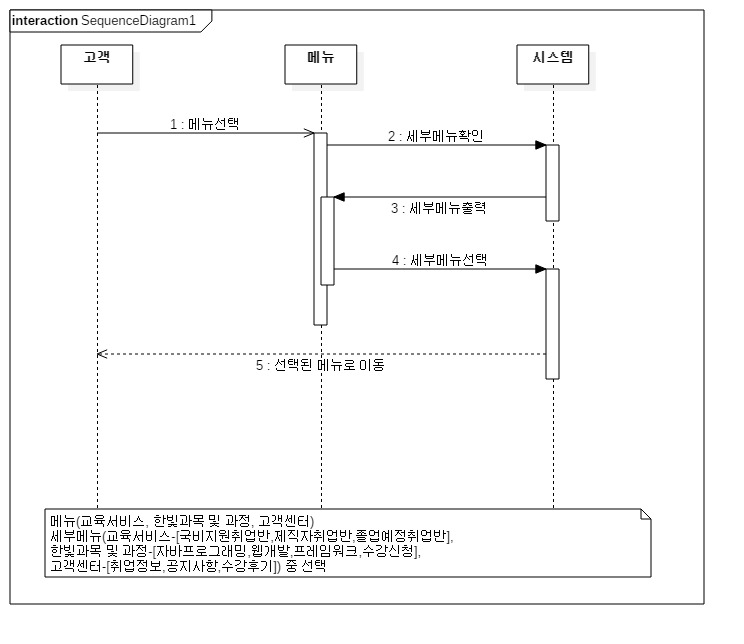 interaction SequenceDiagram1
고객
메뉴
시스템
1 : 메뉴선택
2 : 세부메뉴확인
3 : 세부메뉴출력
4 : 세부메뉴선택
5 : 선택된 메뉴로 이동
메뉴(교육서비스, 한빛과목 및 과정, 고객센터)
세부메뉴(교육서비스-[국비지원취업반,재직자취업반,졸업예정취업반],
한빛과목 및 과정-[자바프로그래밍,웹개발,프레임워크,수강신청],
고객센터-[취업정보,공지사항,수강후기]) 중 선택